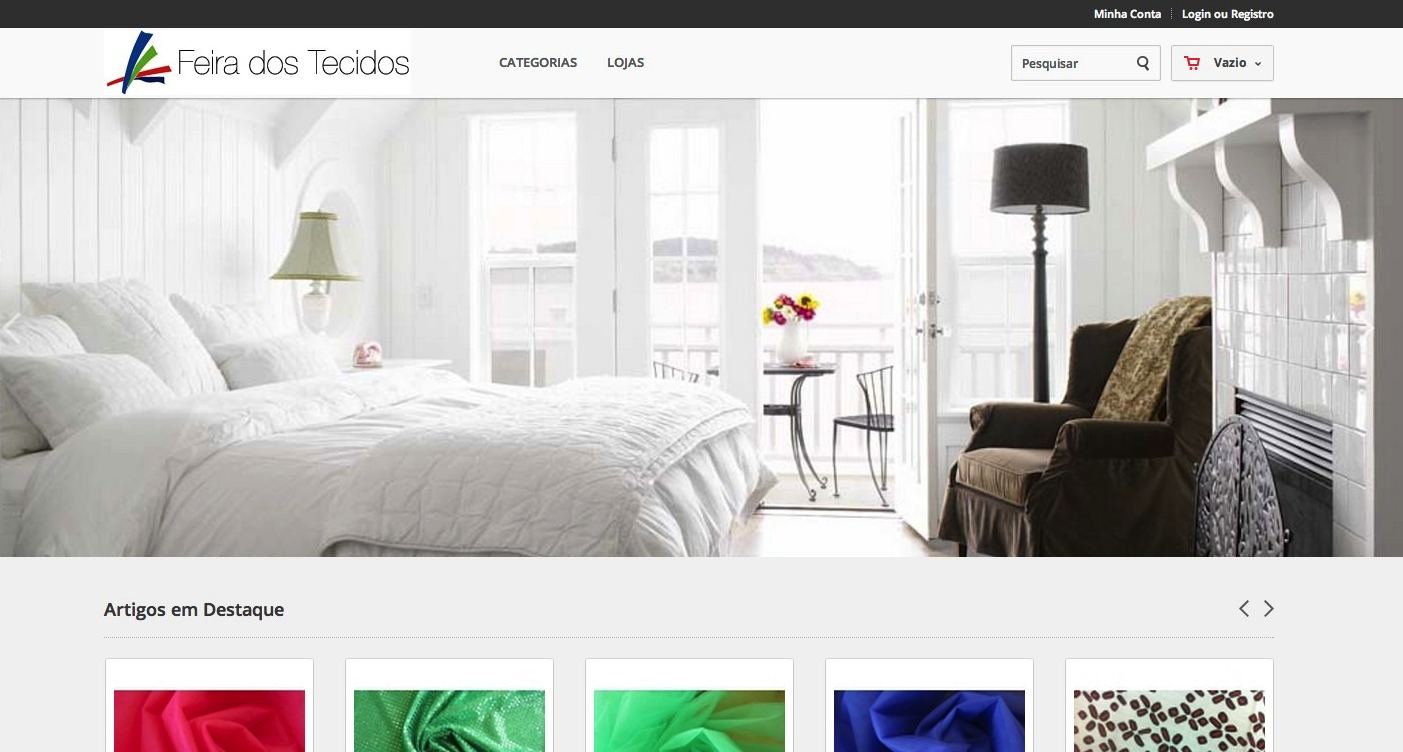 Minha Conta
Login ou Registro
Feira dos Tecidos
CATEGORIAS
LOJAS
Pesquisar
Vazio
Artigos em Destaque